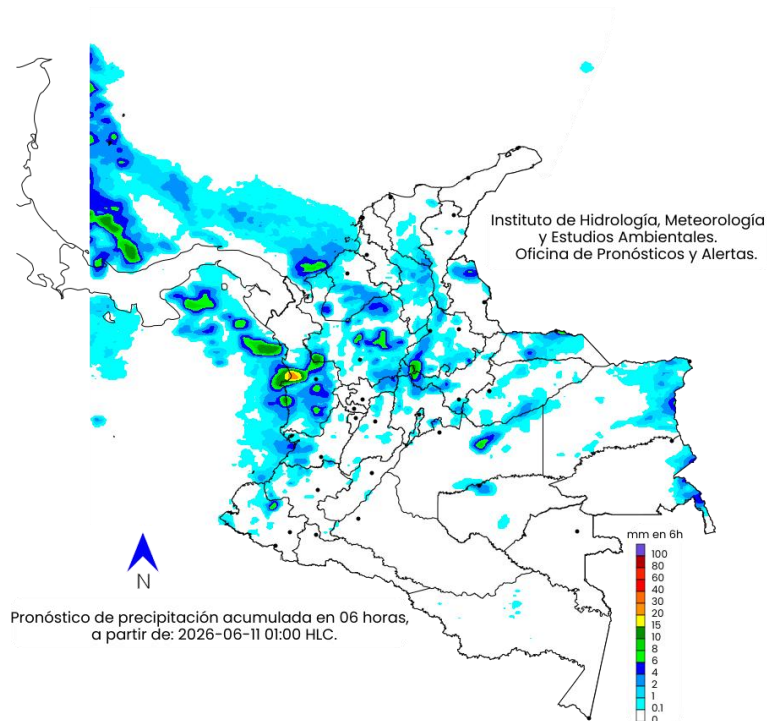 Instituto de Hidrología, Meteorología
y Estudios Ambientales.
Oficina de Pronósticos y Alertas.
N
mm en 6h
100
80
60
40
30
20
15
10
8
6
4
2
1
0.1
0
Pronóstico de precipitación acumulada en 06 horas,
a partir de: 2026-06-11 01:00 HLC.